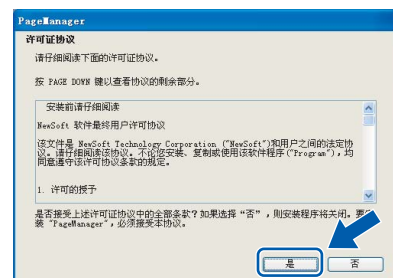 PageManager
许可证协议
请仔细阅读下面的许可证协议。
按 PAGE DOWN 键以查看协议的剩余部分。
安装前请仔细阅读
NewSoft 软件最终用户许可协议
该文件是 NewSoft Technology Corporation ("NewSoft")和用户之间的法定协
议。请仔细阅读该协议。不论您安装、复制或使用该软件程序("Program")，均
同意遵守该许可协议条款的规定。
1. 许可的授予
是否接受上述许可证协议中的全部条款？如果选择“否”，则安装程序将关闭。要
装 "PageManager"，必须接受本协议。
是
否